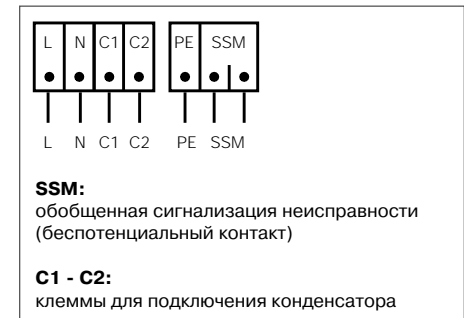 L N C1 C2 PE SSM
L N C1 C2 PE SSM
SSM:
обобщенная сигнализация неисправности
(беспотенциальный контакт)
C1 - C2:
клеммы для подключения конденсатора